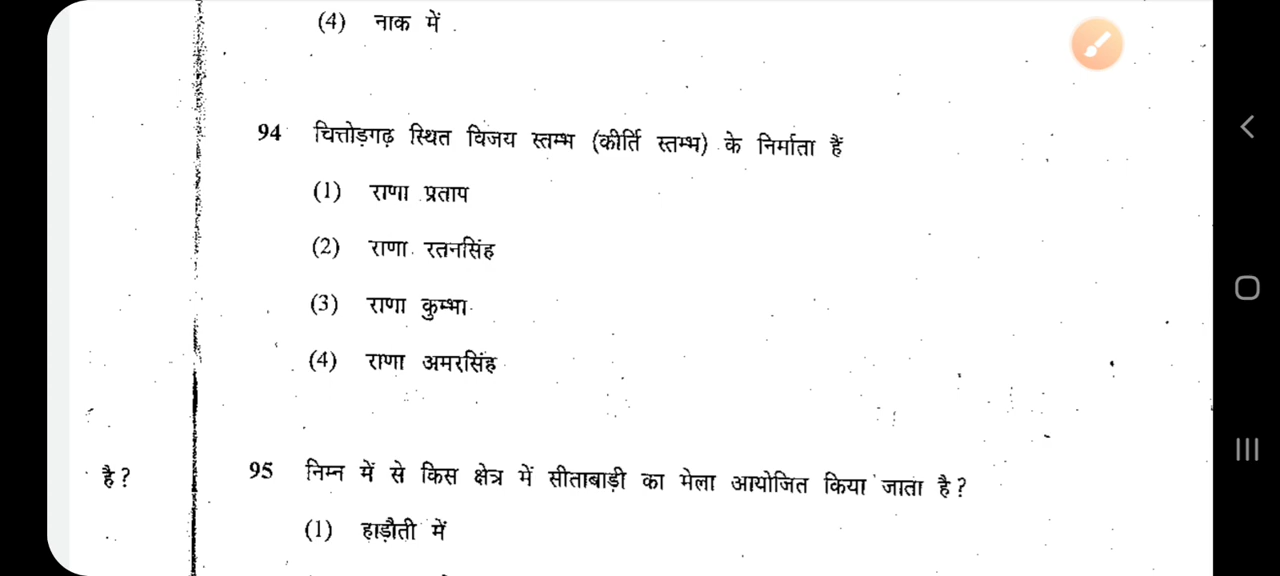 (4) नाक में
94 चित्तोड़गढ़ स्थित विजय स्तम्भ (कीर्ति स्तम्भ) के निर्माता हैं
(1) राणा प्रताप
(2) राणा रतनसिंह
(3) राणा कुम्भा
(4) राणा अमरसिंह
है?
95 निम्न में से किस क्षेत्र में सीताबाड़ी का मेला आयोजित किया जाता है?
(1) हाड़ौती में